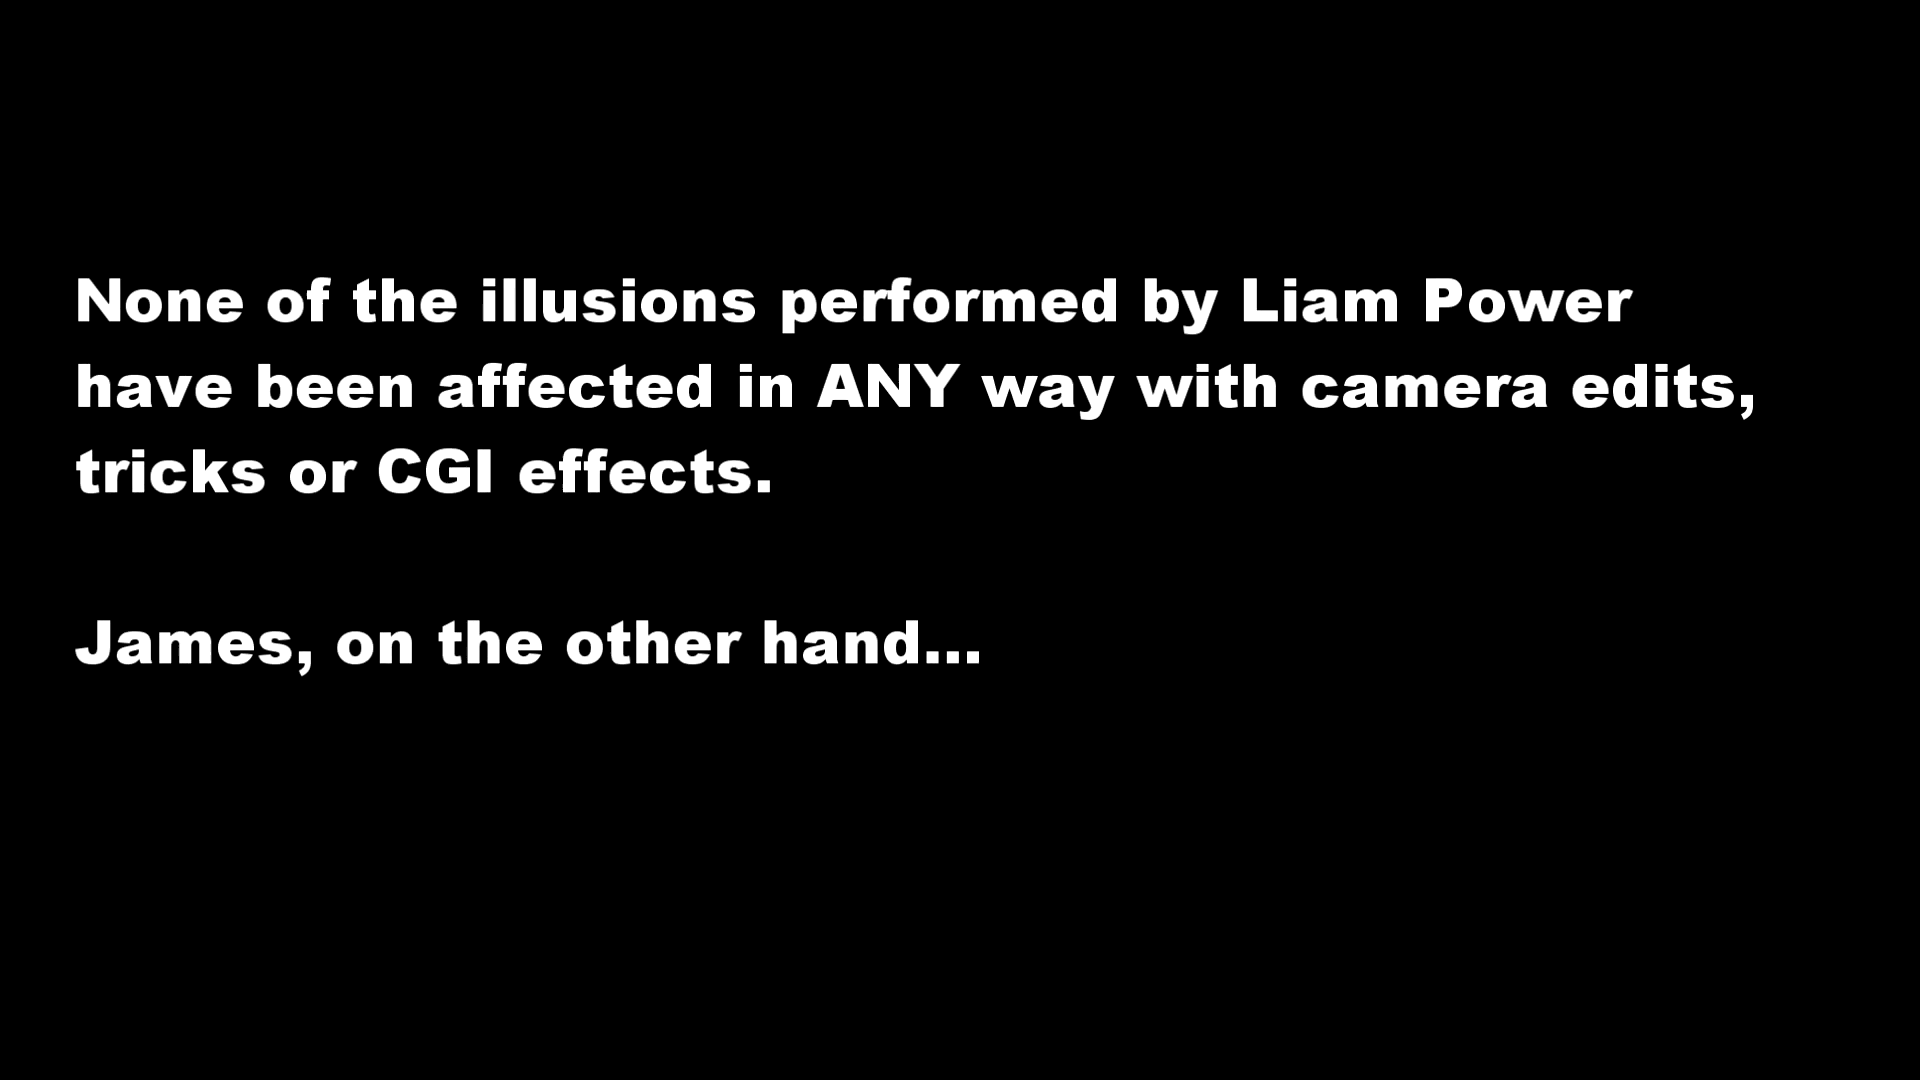 None of the illusions performed by Liam Power
have been affected in ANY way with camera edits,
tricks or CGI effects.
James, on the other hand...